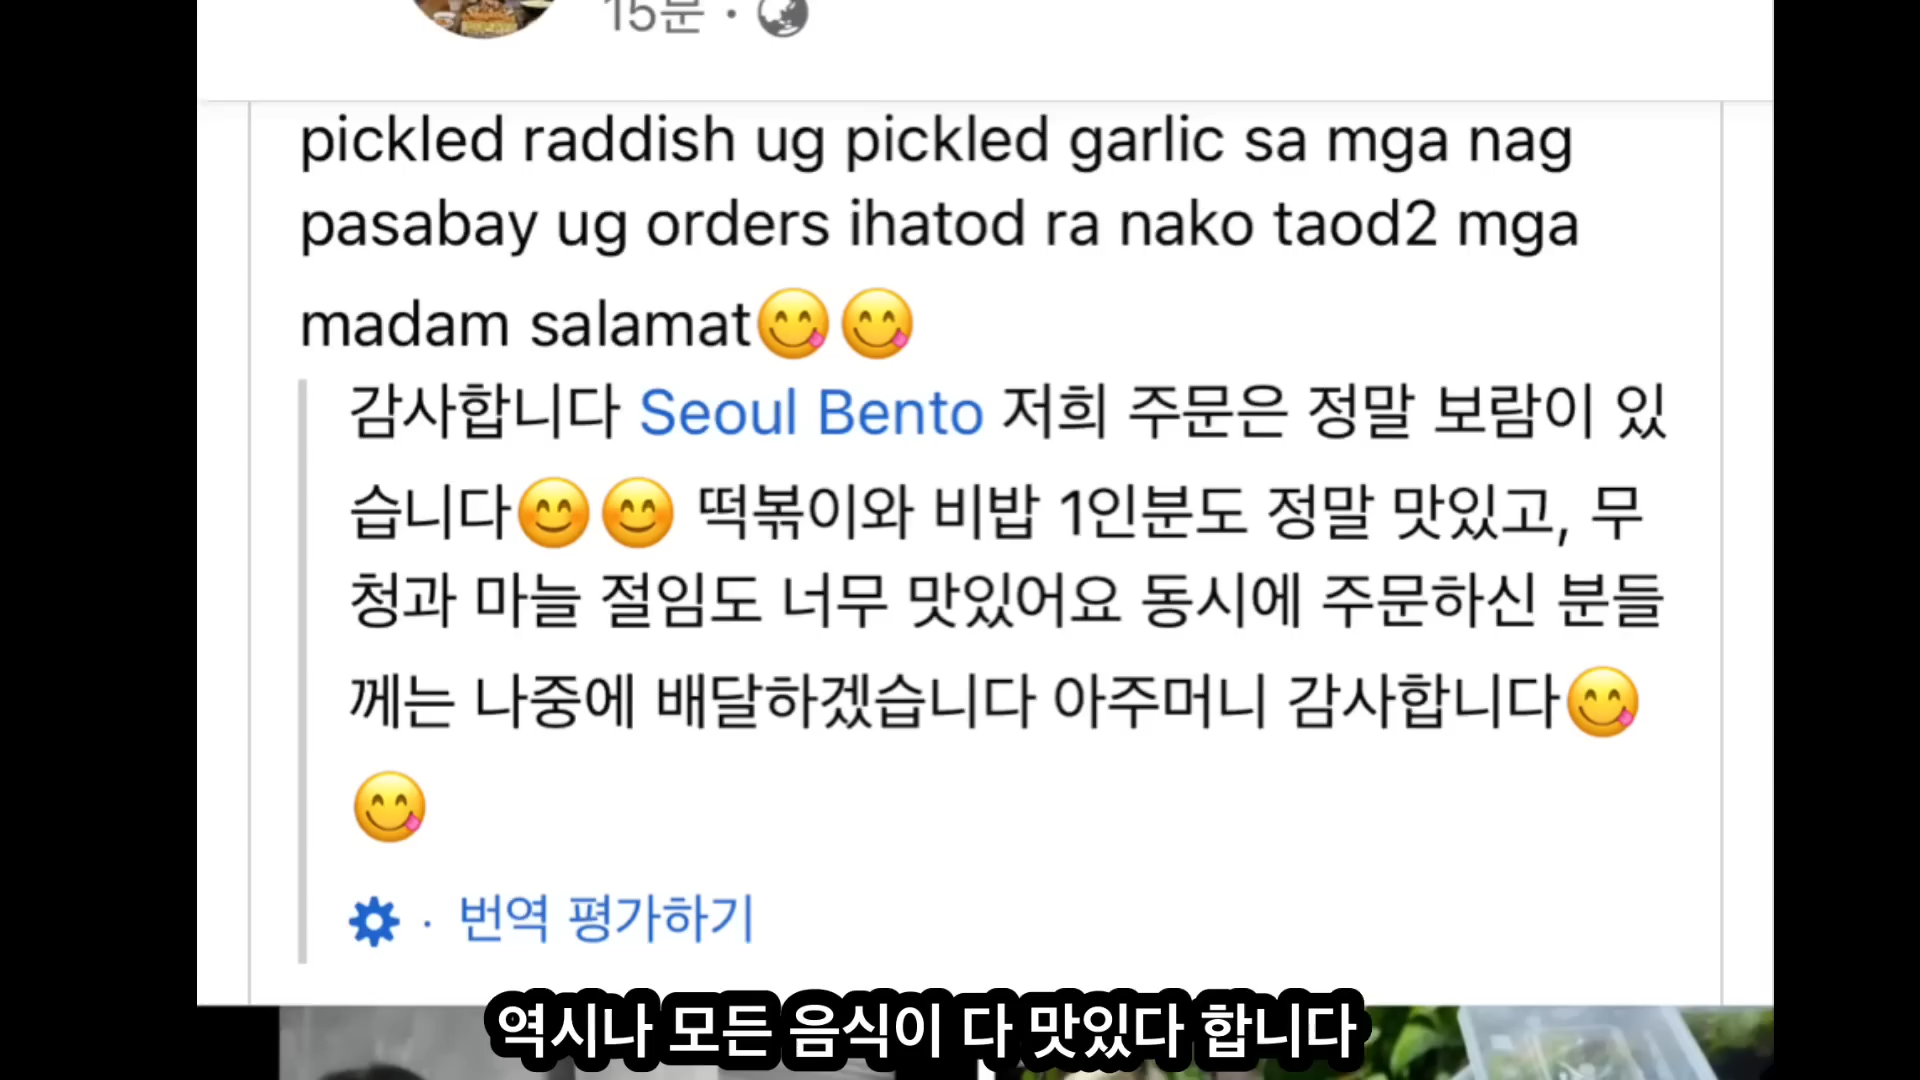 15분 ·
pickled raddish ug pickled garlic sa mga nag
pasabay ug orders ihatod ra nako taod2 mga
madam salamat😋😋
감사합니다 Seoul Bento 저희 주문은 정말 보람이 있
습니다😊😊 떡볶이와 비밥 1인분도 정말 맛있고, 무
청과 마늘 절임도 너무 맛있어요 동시에 주문하신 분들
께는 나중에 배달하겠습니다 아주머니 감사합니다😋
😋
· 번역 평가하기
역시나 모든 음식이 다 맛있다 합니다